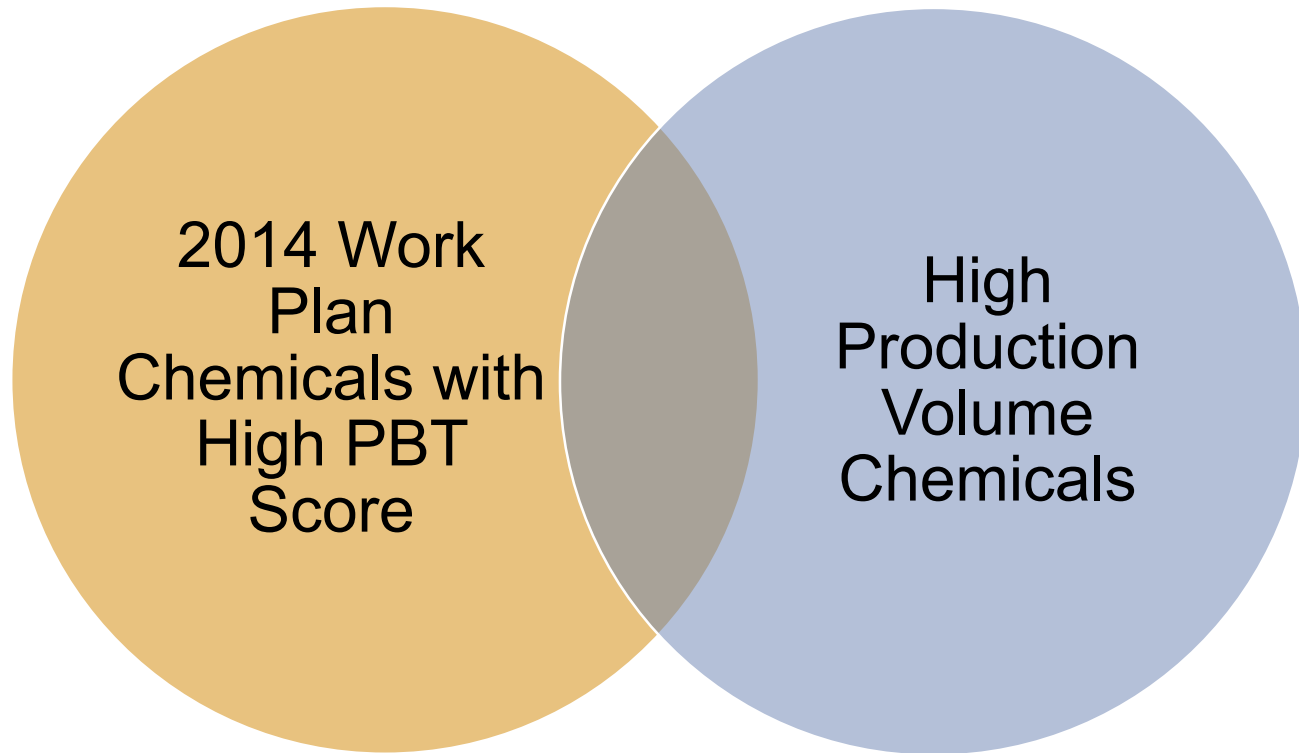 2014 Work
Plan
Chemicals with
High PBT
Score
High
Production
Volume
Chemicals